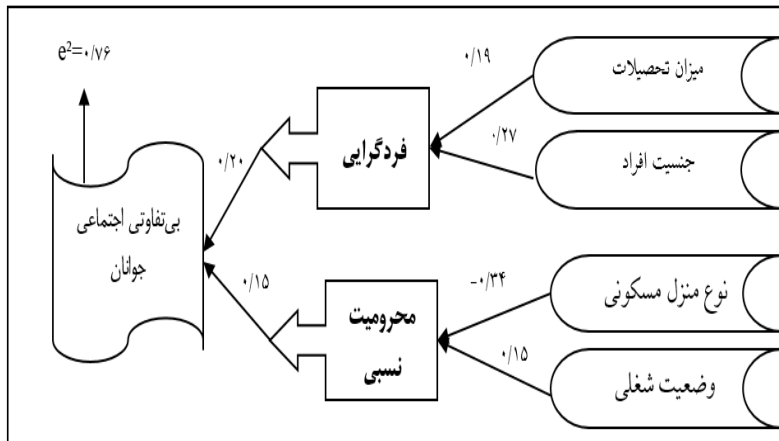 میزان تحصیلات
۰/۱۹
جنسیت افراد
۰/۲۷
فردگرایی
۰/۲۰
e²=۰/۷۶
بی‌تفاوتی اجتماعی
جوانان
نوع منزل مسکونی
-۰/۳۴
وضعیت شغلی
۰/۱۵
محرومیت
نسبی
۰/۱۵